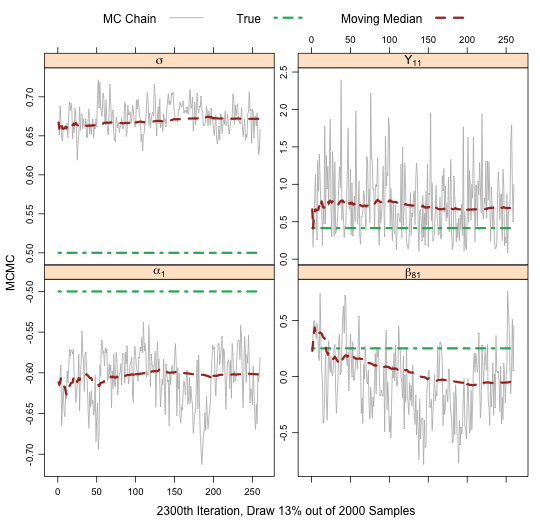 MC Chain True Moving Median
0 50 100 150 200 250
σ Υ₁₁
0.50 0.55 0.60 0.65 0.70
0.0 0.5 1.0 1.5 2.0 2.5
α₁ β₈₁
-0.70 -0.65 -0.60 -0.55 -0.50
-0.5 0.0 0.5
MCMC
0 50 100 150 200 250
2300th Iteration, Draw 13% out of 2000 Samples